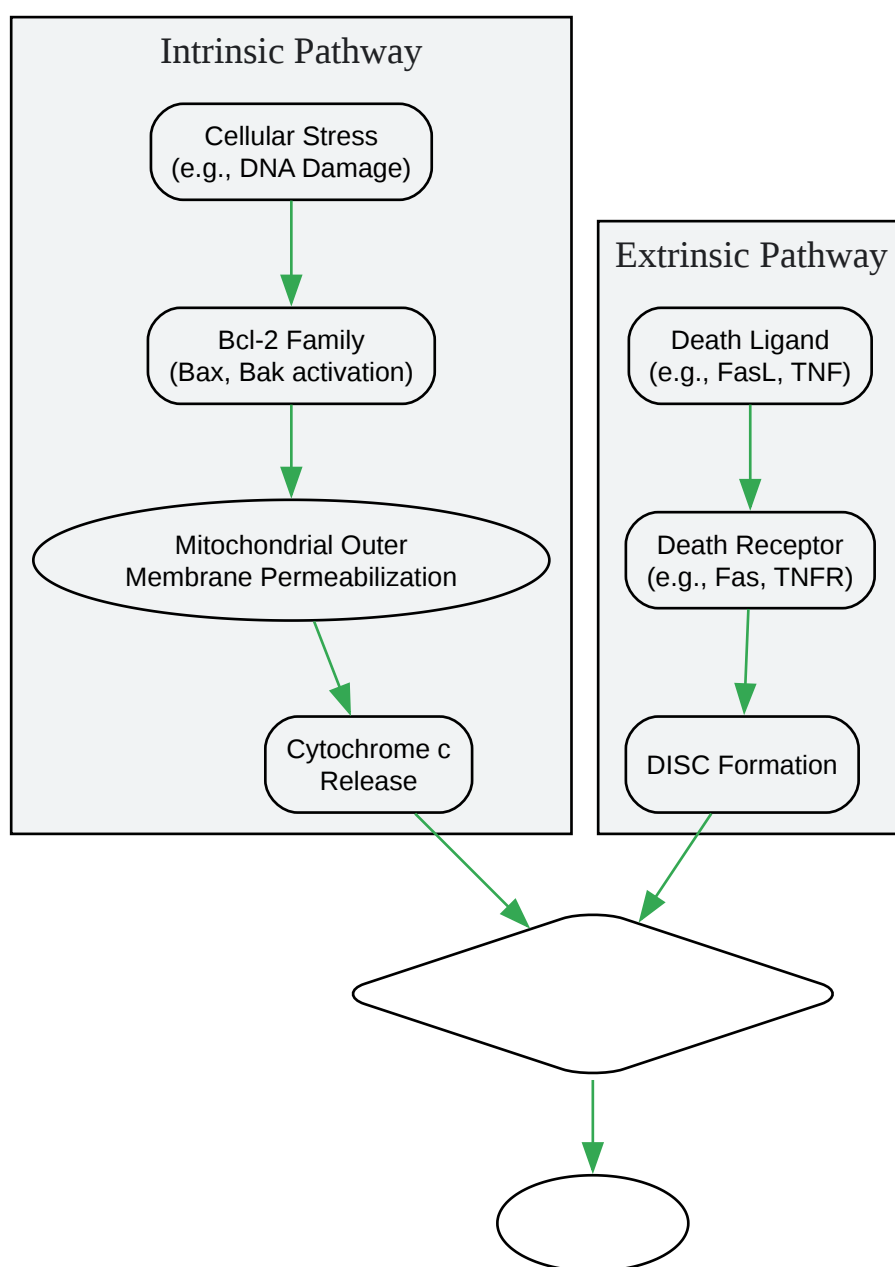 Intrinsic Pathway
Cellular Stress
(e.g., DNA Damage)
Bcl-2 Family
(Bax, Bak activation)
Mitochondrial Outer
Membrane Permeabilization
Cytochrome c
Release
Extrinsic Pathway
Death Ligand
(e.g., FasL, TNF)
Death Receptor
(e.g., Fas, TNFR)
DISC Formation